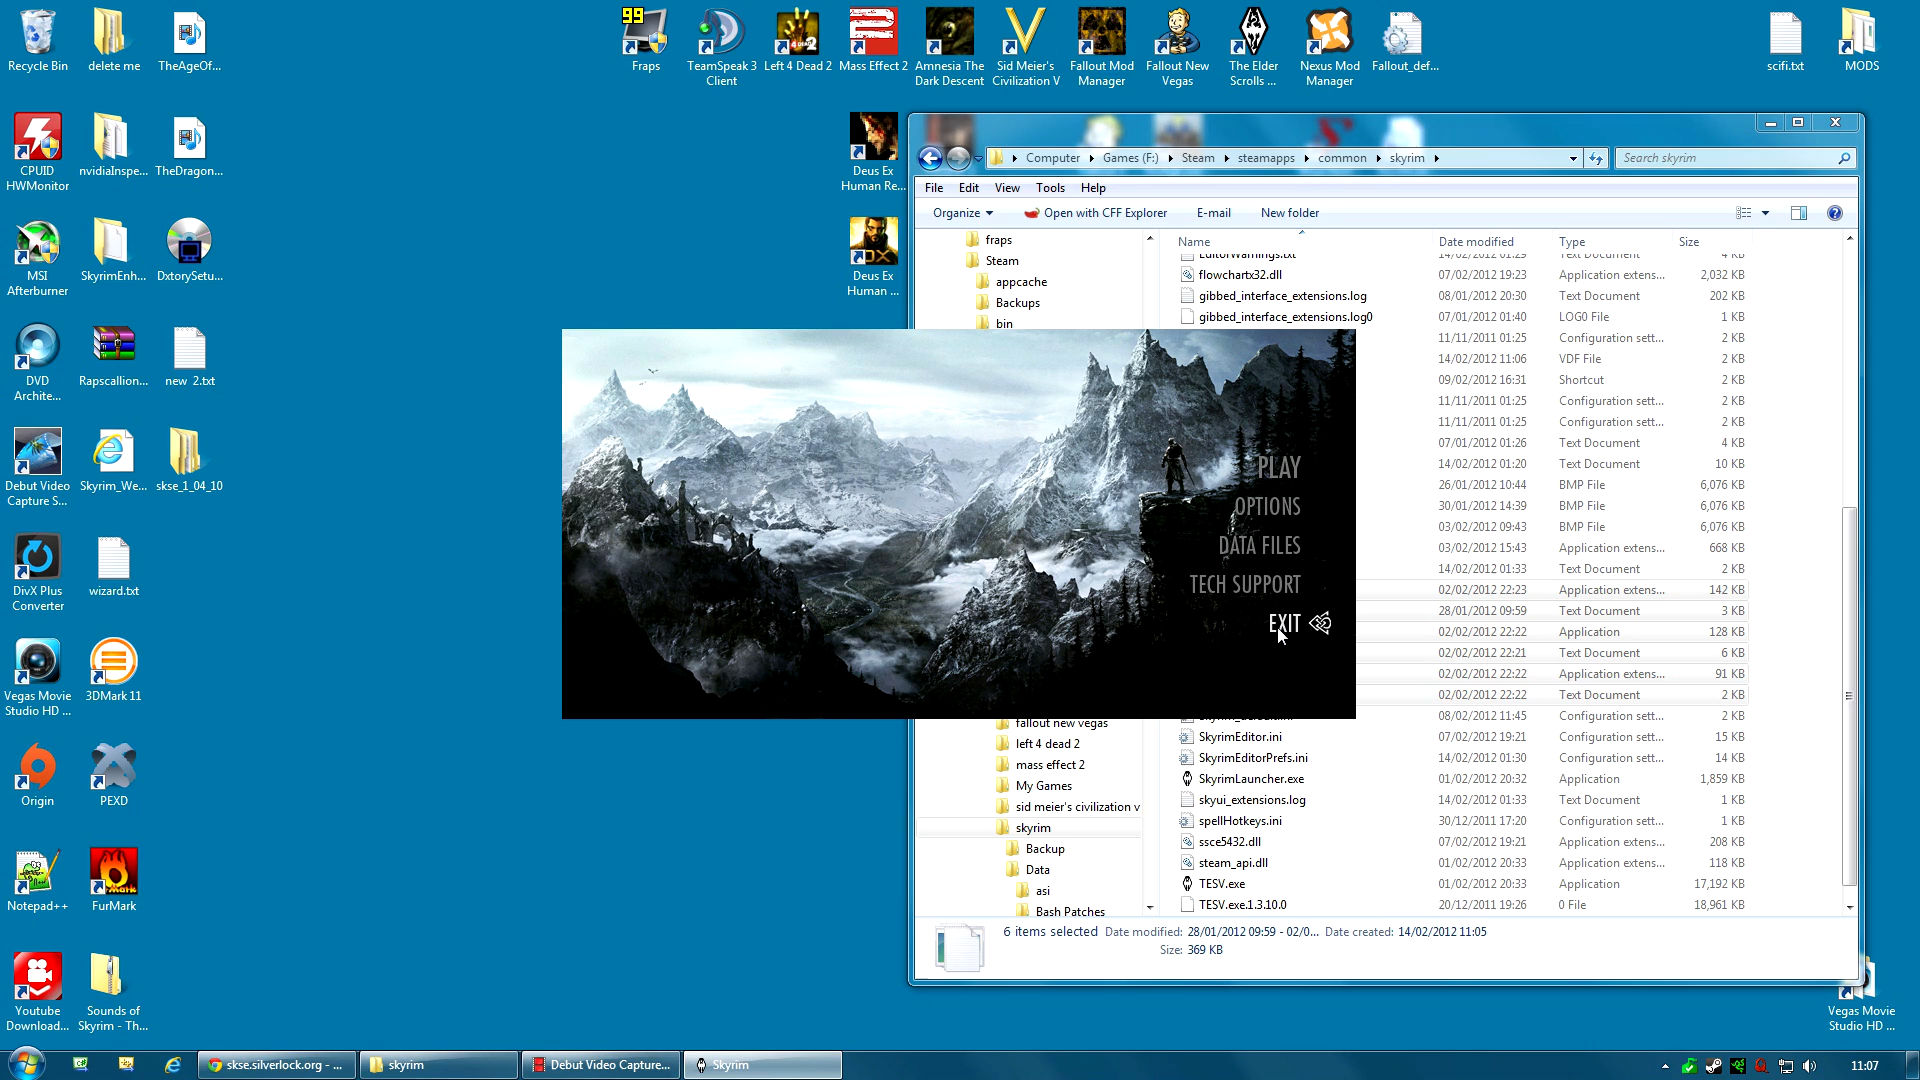 Recycle Bin
delete me
TheAgeOf...
99
Fraps
TeamSpeak 3
Client
Left 4 Dead 2
Mass Effect 2
Amnesia The
Dark Descent
Sid Meier's
Civilization V
Fallout Mod
Manager
Fallout New
Vegas
The Elder
Scrolls ...
Nexus Mod
Manager
Fallout_def...
scifi.txt
MODS
CPUID
HWMonitor
nvidiaInspe...
TheDragon...
Deus Ex
Human Re...
MSI
Afterburner
SkyrimEnh...
DxtorySetu...
Deus Ex
Human ...
DVD
Archite...
Rapscallion...
new 2.txt
Debut Video
Capture S...
Skyrim_We...
skse_1_04_10
DivX Plus
Converter
wizard.txt
Vegas Movie
Studio HD ...
3DMark 11
Origin
PEXD
Notepad++
FurMark
Youtube
Download...
Sounds of
Skyrim - Th...
Vegas Movie
Studio HD ...
Computer Games (F:) Steam steamapps common skyrim
Search skyrim
File Edit View Tools Help
Organize Open with CFF Explorer E-mail New folder
fraps
Steam
appcache
Backups
bin
fallout new vegas
left 4 dead 2
mass effect 2
My Games
sid meier's civilization v
skyrim
Backup
Data
asi
Bash Patches
Name Date modified Type Size
EditorWarnings.txt 14/02/2012 01:29 Text Document 4 KB
flowchartx32.dll 07/02/2012 19:23 Application extens... 2,032 KB
gibbed_interface_extensions.log 08/01/2012 20:30 Text Document 202 KB
gibbed_interface_extensions.log0 07/01/2012 01:40 LOG0 File 1 KB
11/11/2011 01:25 Configuration sett... 2 KB
14/02/2012 11:06 VDF File 2 KB
09/02/2012 16:31 Shortcut 2 KB
11/11/2011 01:25 Configuration sett... 2 KB
11/11/2011 01:25 Configuration sett... 2 KB
07/01/2012 01:26 Text Document 4 KB
14/02/2012 01:20 Text Document 10 KB
26/01/2012 10:44 BMP File 6,076 KB
30/01/2012 14:39 BMP File 6,076 KB
03/02/2012 09:43 BMP File 6,076 KB
03/02/2012 15:43 Application extens... 668 KB
14/02/2012 01:33 Text Document 2 KB
02/02/2012 22:23 Application extens... 142 KB
28/01/2012 09:59 Text Document 3 KB
02/02/2012 22:22 Application 128 KB
02/02/2012 22:21 Text Document 6 KB
02/02/2012 22:22 Application extens... 91 KB
02/02/2012 22:22 Text Document 2 KB
08/02/2012 11:45 Configuration sett... 2 KB
SkyrimEditor.ini 07/02/2012 19:21 Configuration sett... 15 KB
SkyrimEditorPrefs.ini 14/02/2012 01:30 Configuration sett... 14 KB
SkyrimLauncher.exe 01/02/2012 20:32 Application 1,859 KB
skyui_extensions.log 14/02/2012 01:33 Text Document 1 KB
spellHotkeys.ini 30/12/2011 17:20 Configuration sett... 1 KB
ssce5432.dll 07/02/2012 19:21 Application extens... 208 KB
steam_api.dll 01/02/2012 20:33 Application extens... 118 KB
TESV.exe 01/02/2012 20:33 Application 17,192 KB
TESV.exe.1.3.10.0 20/12/2011 19:26 0 File 18,961 KB
6 items selected Date modified: 28/01/2012 09:59 - 02/0... Date created: 14/02/2012 11:05
Size: 369 KB
PLAY
OPTIONS
DATA FILES
TECH SUPPORT
EXIT
skse.silverlock.org - ...
skyrim
Debut Video Capture...
Skyrim
11:07